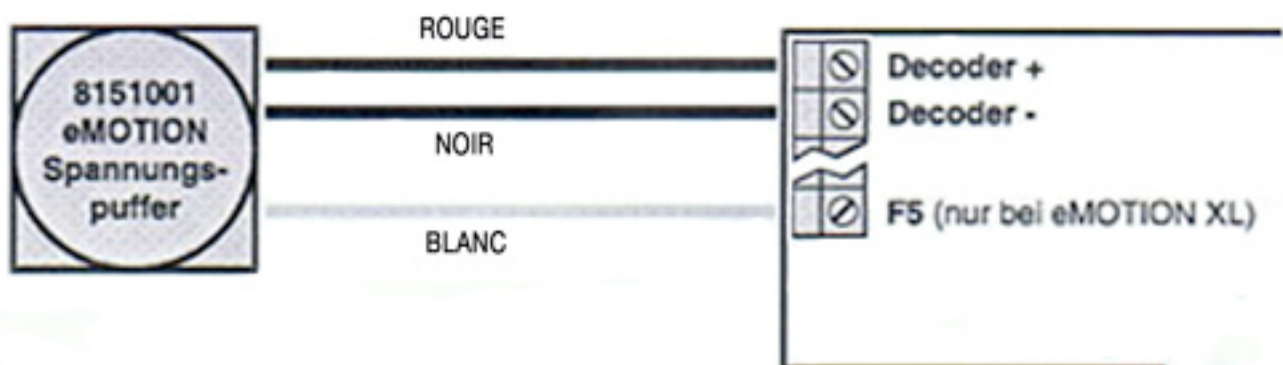 ROUGE
8151001
eMOTION
Spannungs-
puffer
NOIR
BLANC
Decoder +
Decoder -
F5 (nur bei eMOTION XL)